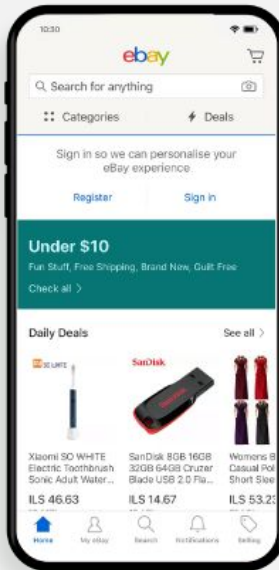 10:30
ebay
Search for anything
Categories
Deals
Sign in so we can personalise your
eBay experience
Register
Sign in
Under $10
Fun Stuff, Free Shipping, Brand New, Guilt Free
Check all >
Daily Deals
See all >
SO WHITE
SanDisk
Xiaomi SO WHITE
Electric Toothbrush
Sonic Adult Water...
SanDisk 8GB 16GB
32GB 64GB Cruzer
Blade USB 2.0 Fla...
Womens B
Casual Pol
Short Slee
ILS 46.63
ILS 14.67
ILS 53.23
Home
My eBay
Search
Notifications
Selling